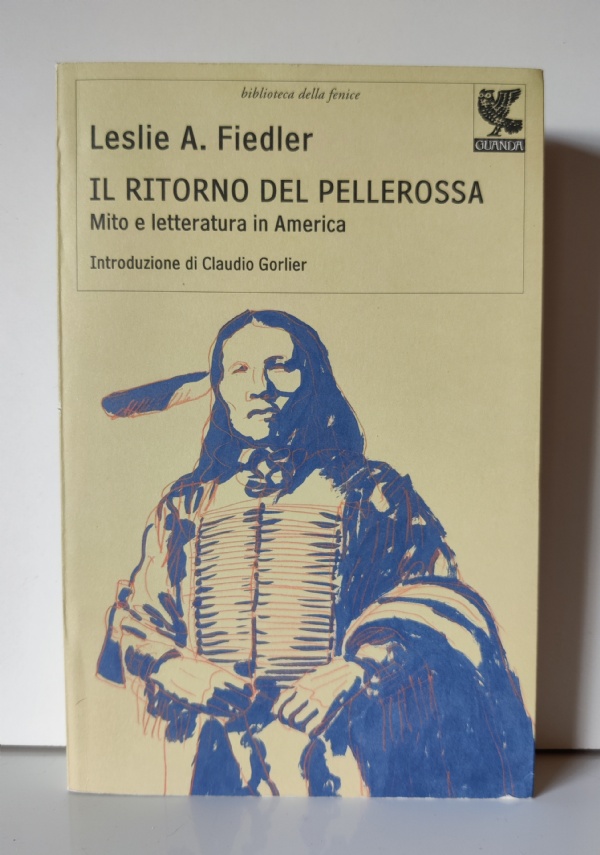 biblioteca della fenice
GUANDA
Leslie A. Fiedler
IL RITORNO DEL PELLEROSSA
Mito e letteratura in America
Introduzione di Claudio Gorlier